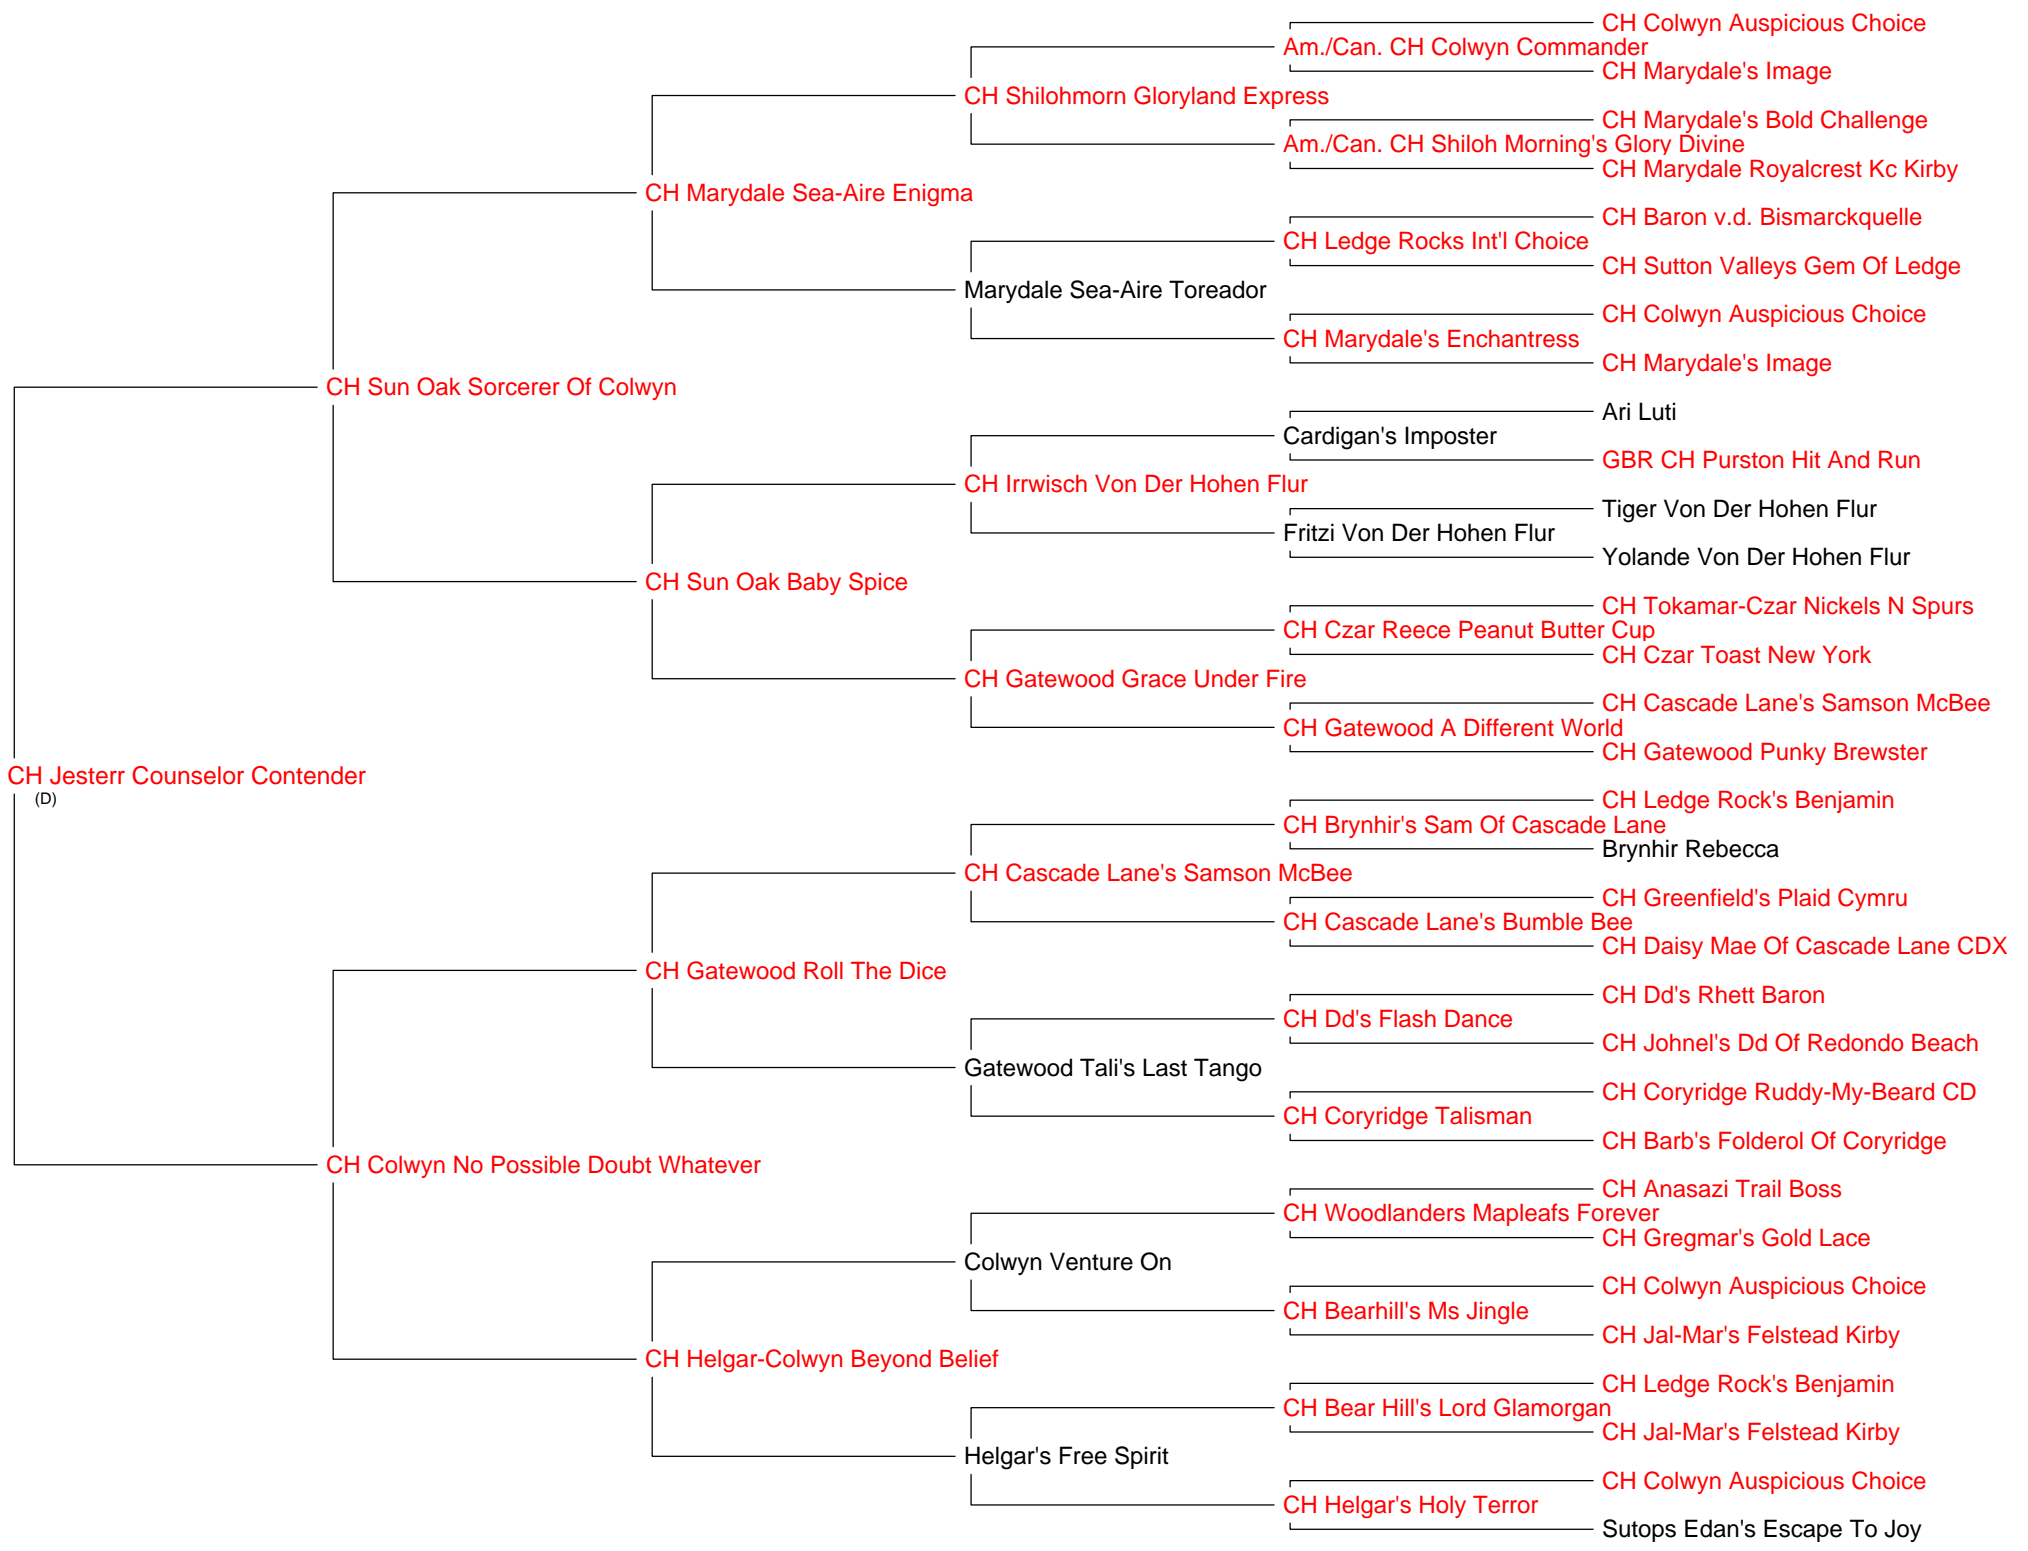 CH Colwyn Auspicious Choice
Am./Can. CH Colwyn Commander
CH Marydale's Image
CH Shilohmorn Gloryland Express
CH Marydale's Bold Challenge
Am./Can. CH Shiloh Morning's Glory Divine
CH Marydale Royalcrest Kc Kirby
CH Marydale Sea-Aire Enigma
CH Baron v.d. Bismarckquelle
CH Ledge Rocks Int'l Choice
CH Sutton Valleys Gem Of Ledge
Marydale Sea-Aire Toreador
CH Colwyn Auspicious Choice
CH Marydale's Enchantress
CH Marydale's Image
CH Sun Oak Sorcerer Of Colwyn
Ari Luti
Cardigan's Imposter
GBR CH Purston Hit And Run
CH Irrwisch Von Der Hohen Flur
Tiger Von Der Hohen Flur
Fritzi Von Der Hohen Flur
Yolande Von Der Hohen Flur
CH Sun Oak Baby Spice
CH Tokamar-Czar Nickels N Spurs
CH Czar Reece Peanut Butter Cup
CH Czar Toast New York
CH Gatewood Grace Under Fire
CH Cascade Lane's Samson McBee
CH Gatewood A Different World
CH Gatewood Punky Brewster
CH Jesterr Counselor Contender
(D)
CH Ledge Rock's Benjamin
CH Brynhir's Sam Of Cascade Lane
Brynhir Rebecca
CH Cascade Lane's Samson McBee
CH Greenfield's Plaid Cymru
CH Cascade Lane's Bumble Bee
CH Daisy Mae Of Cascade Lane CDX
CH Gatewood Roll The Dice
CH Dd's Rhett Baron
CH Dd's Flash Dance
CH Johnel's Dd Of Redondo Beach
Gatewood Tali's Last Tango
CH Coryridge Ruddy-My-Beard CD
CH Coryridge Talisman
CH Barb's Folderol Of Coryridge
CH Colwyn No Possible Doubt Whatever
CH Anasazi Trail Boss
CH Woodlanders Mapleafs Forever
CH Gregmar's Gold Lace
Colwyn Venture On
CH Colwyn Auspicious Choice
CH Bearhill's Ms Jingle
CH Jal-Mar's Felstead Kirby
CH Helgar-Colwyn Beyond Belief
CH Ledge Rock's Benjamin
CH Bear Hill's Lord Glamorgan
CH Jal-Mar's Felstead Kirby
Helgar's Free Spirit
CH Colwyn Auspicious Choice
CH Helgar's Holy Terror
Sutops Edan's Escape To Joy